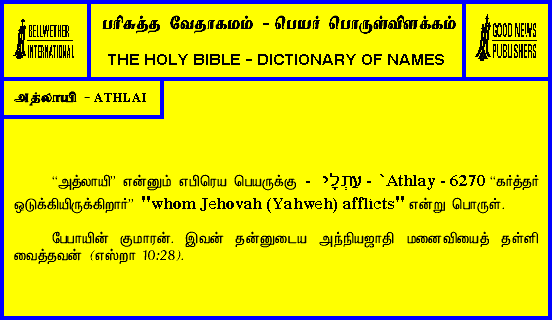 BELLWETHER
INTERNATIONAL
பரிசுத்த வேதாகமம் - பெயர் பொருள்விளக்கம்
THE HOLY BIBLE - DICTIONARY OF NAMES
GOOD NEWS
PUBLISHERS
அத்லாயி - ATHLAI
“அத்லாயி” என்னும் எபிரெய பெயருக்கு - עַתְלָי - `Athlay - 6270 “கர்த்தர்
ஒடுக்கியிருக்கிறார்” "whom Jehovah (Yahweh) afflicts" என்று பொருள்.
பேபாயின் குமாரன். இவன் தன்னுடைய அந்நியஜாதி மனைவியைத் தள்ளி
வைத்தவன் (எஸ்றா 10:28).